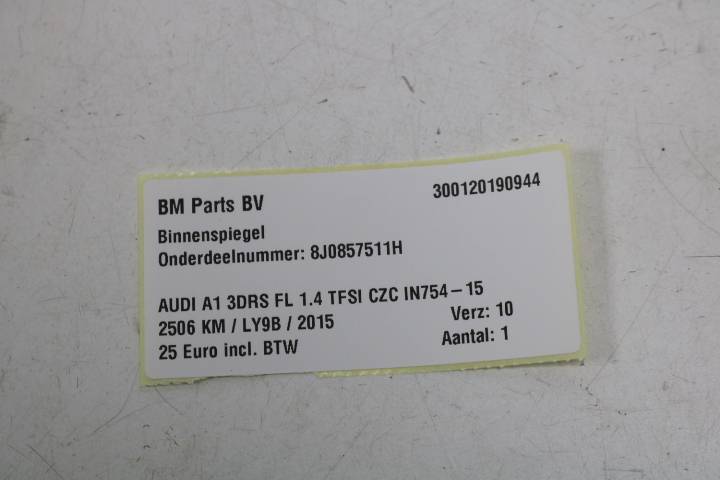 BM Parts BV 300120190944
Binnenspiegel
Onderdeelnummer: 8J0857511H
AUDI A1 3DRS FL 1.4 TFSI CZC IN754-15
2506 KM / LY9B / 2015 Verz: 10
25 Euro incl. BTW Aantal: 1